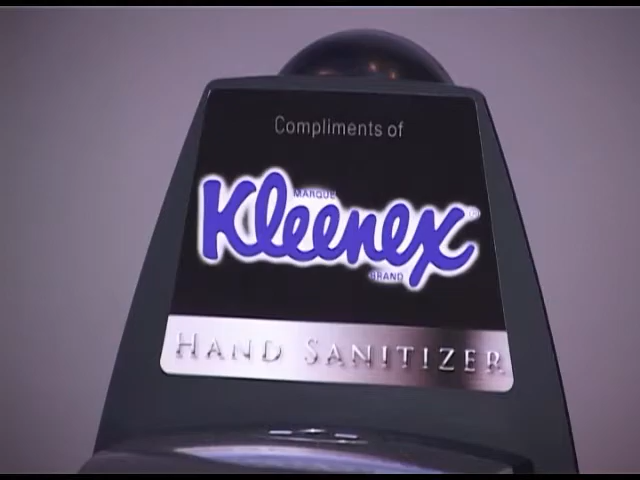 Compliments of
MARQUE
Kleenex®
BRAND
HAND SANITIZER